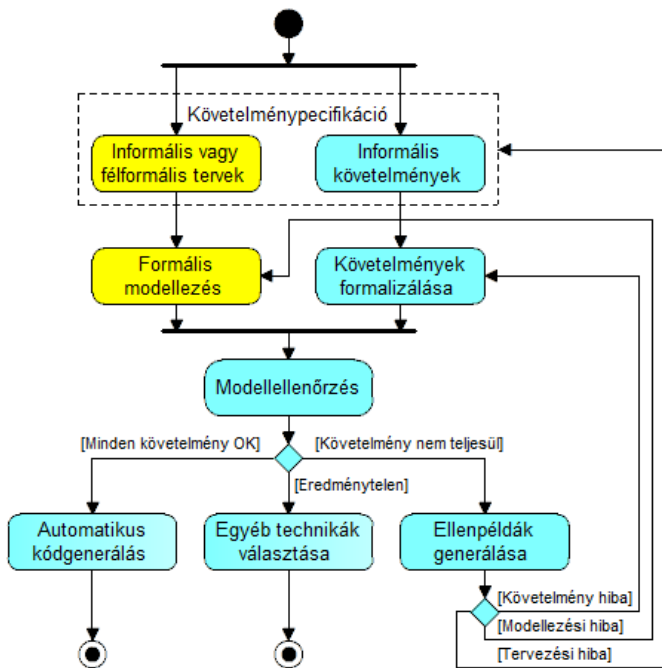 Követelménypecifikáció
Informális vagy
félformális tervek
Informális
követelmények
Formális
modellezés
Követelmények
formalizálása
Modellellenőrzés
[Minden követelmény OK]
[Követelmény nem teljesül]
[Eredménytelen]
Automatikus
kódgenerálás
Egyéb technikák
választása
Ellenpéldák
generálása
[Követelmény hiba]
[Modellezési hiba]
[Tervezési hiba]